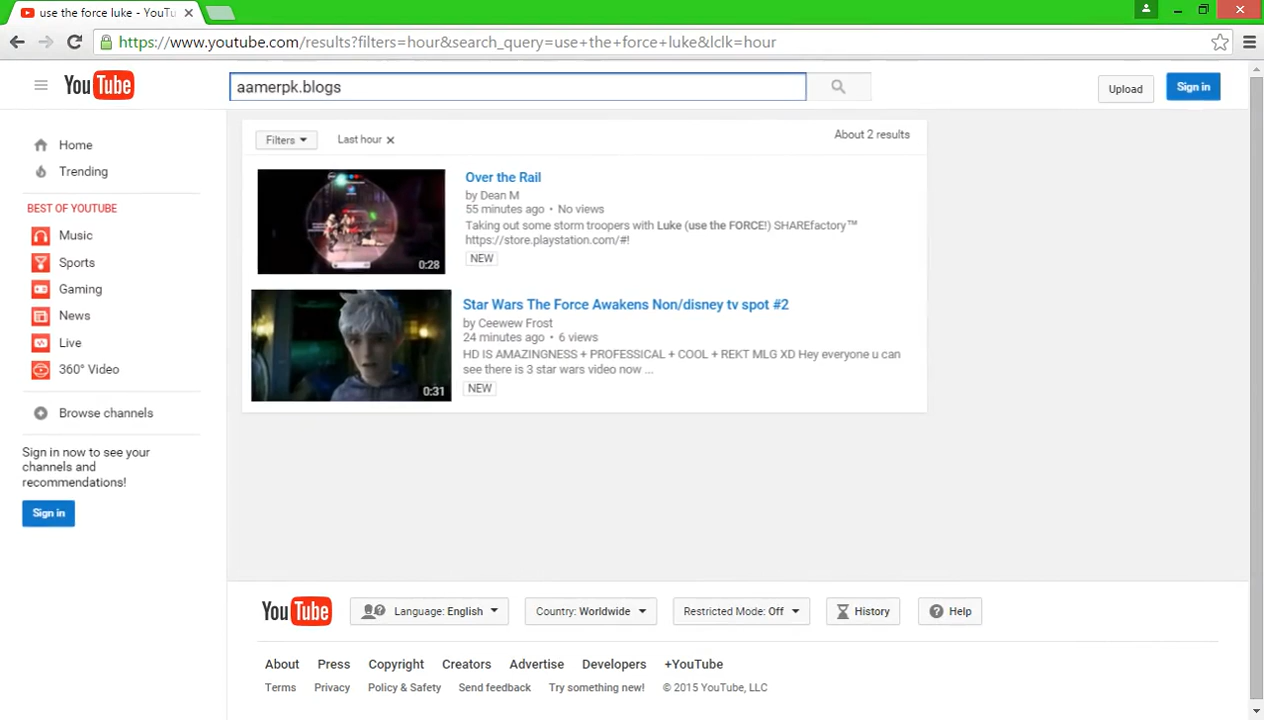 use the force luke - YouTu
https://www.youtube.com/results?filters=hour&search_query=use+the+force+luke&lclk=hour
YouTube
aamerpk.blogs
Upload
Sign in
Home
Trending
BEST OF YOUTUBE
Music
Sports
Gaming
News
Live
360° Video
Browse channels
Sign in now to see your
channels and
recommendations!
Sign in
Filters
Last hour ×
About 2 results
0:28
Over the Rail
by Dean M
55 minutes ago • No views
Taking out some storm troopers with Luke (use the FORCE!) SHAREfactory™
https://store.playstation.com/#!
NEW
0:31
Star Wars The Force Awakens Non/disney tv spot #2
by Ceewew Frost
24 minutes ago • 6 views
HD IS AMAZINGNESS + PROFESSICAL + COOL + REKT MLG XD Hey everyone u can
see there is 3 star wars video now ...
NEW
YouTube
Language: English
Country: Worldwide
Restricted Mode: Off
History
Help
About Press Copyright Creators Advertise Developers +YouTube
Terms Privacy Policy & Safety Send feedback Try something new! © 2015 YouTube, LLC